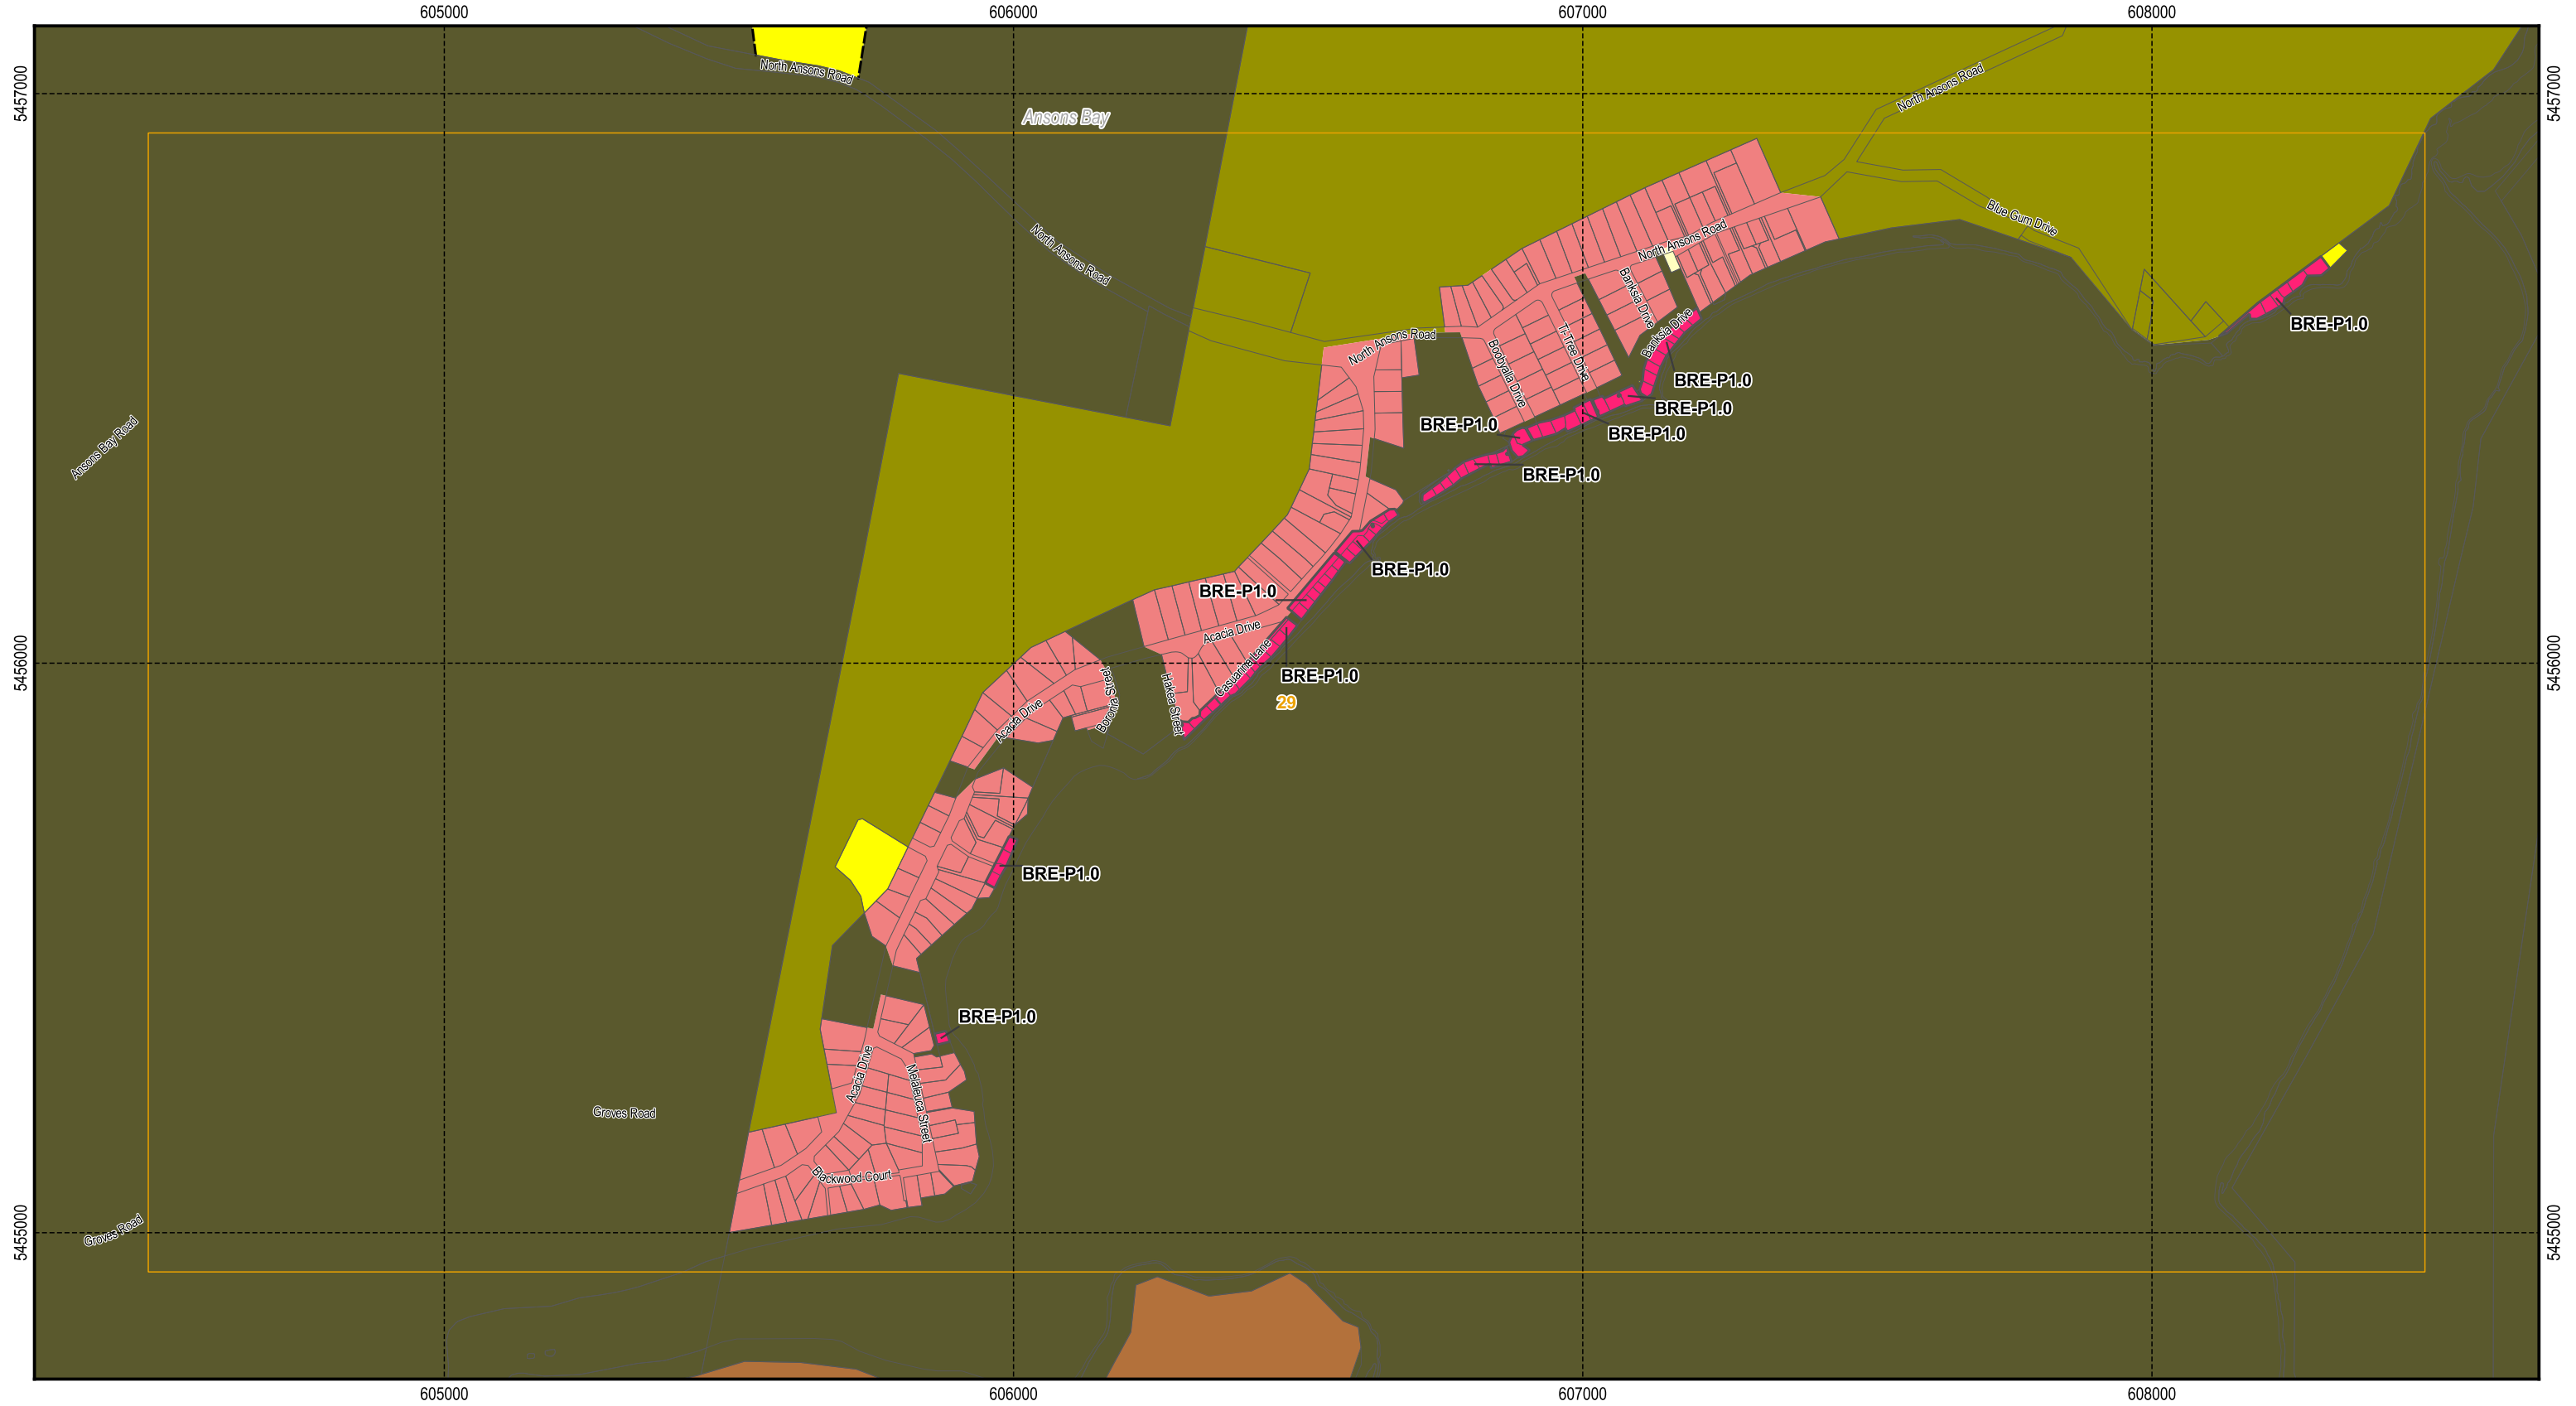 605000
606000
607000
608000
5457000
5457000
North Ansons Road
North Ansons Road
Ansons Bay
Blue Gum Drive
North Ansons Road
North Ansons Road
Banksia Drive
BRE-P1.0
Banksia Drive
North Ansons Road
Ti-Tree Drive
Boobyalla Drive
BRE-P1.0
BRE-P1.0
BRE-P1.0
BRE-P1.0
Ansons Bay Road
BRE-P1.0
BRE-P1.0
BRE-P1.0
Acacia Drive
5456000
5456000
Casuarina Lane
BRE-P1.0
Boronia Street
Hakea Street
29
Acacia Drive
BRE-P1.0
BRE-P1.0
Acacia Drive
Melaleuca Street
Groves Road
Blackwood Court
Groves Road
5455000
5455000
605000
606000
607000
608000